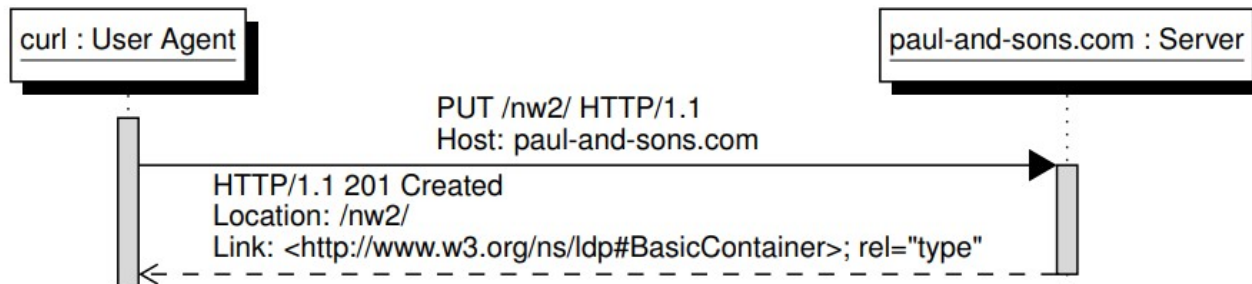 curl : User Agent
paul-and-sons.com : Server
PUT /nw2/ HTTP/1.1
Host: paul-and-sons.com
HTTP/1.1 201 Created
Location: /nw2/
Link: <http://www.w3.org/ns/ldp#BasicContainer>; rel="type"